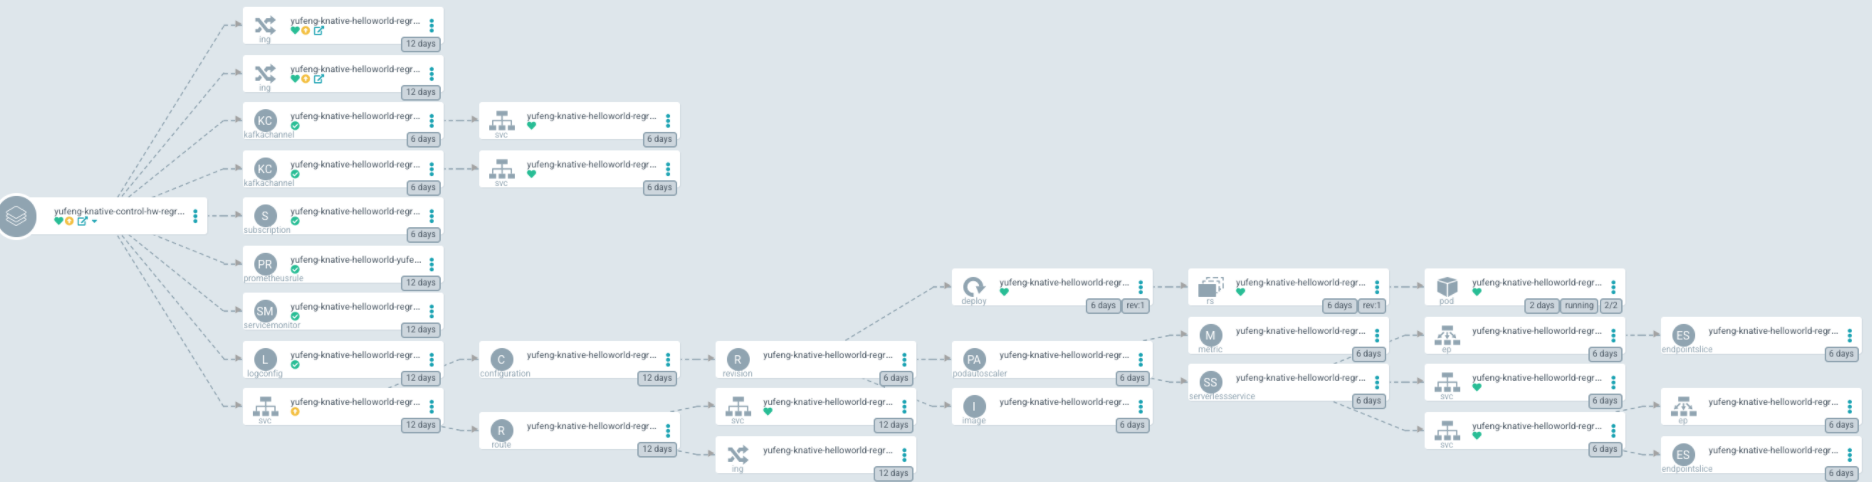 yufeng-knative-control-hw-regr...
yufeng-knative-helloworld-regr...
ing
12 days
yufeng-knative-helloworld-regr...
ing
12 days
KC
yufeng-knative-helloworld-regr...
kafkachannel
6 days
yufeng-knative-helloworld-regr...
svc
6 days
KC
yufeng-knative-helloworld-regr...
kafkachannel
6 days
yufeng-knative-helloworld-regr...
svc
6 days
S
yufeng-knative-helloworld-regr...
subscription
6 days
PR
yufeng-knative-helloworld-yufe...
prometheusrule
12 days
SM
yufeng-knative-helloworld-regr...
servicemonitor
12 days
L
yufeng-knative-helloworld-regr...
logconfig
12 days
yufeng-knative-helloworld-regr...
svc
12 days
C
yufeng-knative-helloworld-regr...
configuration
12 days
R
yufeng-knative-helloworld-regr...
route
12 days
R
yufeng-knative-helloworld-regr...
revision
6 days
yufeng-knative-helloworld-regr...
svc
12 days
yufeng-knative-helloworld-regr...
ing
12 days
yufeng-knative-helloworld-regr...
deploy
6 days rev:1
PA
yufeng-knative-helloworld-regr...
podautoscaler
6 days
I
yufeng-knative-helloworld-regr...
image
6 days
yufeng-knative-helloworld-regr...
rs
6 days rev:1
M
yufeng-knative-helloworld-regr...
metric
6 days
SS
yufeng-knative-helloworld-regr...
serverlessservice
6 days
yufeng-knative-helloworld-regr...
pod
2 days running 2/2
yufeng-knative-helloworld-regr...
ep
6 days
yufeng-knative-helloworld-regr...
svc
6 days
yufeng-knative-helloworld-regr...
svc
6 days
ES
yufeng-knative-helloworld-regr...
endpointslice
6 days
yufeng-knative-helloworld-regr...
ep
6 days
ES
yufeng-knative-helloworld-regr...
endpointslice
6 days